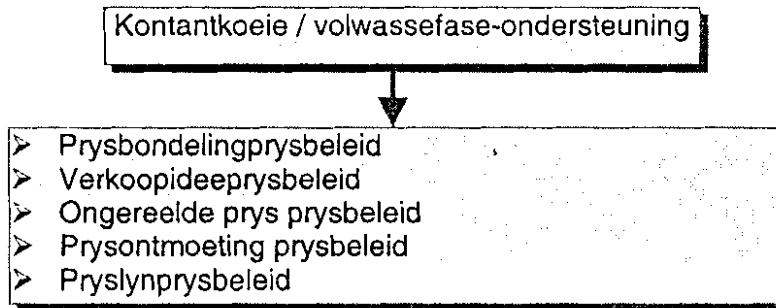 Kontantkoeie / volwassefase-ondersteuning
➢ Prysbondelingprysbeleid
➢ Verkoopideeprysbeleid
➢ Ongereelde prys prysbeleid
➢ Prysontmoeting prysbeleid
➢ Pryslynprysbeleid